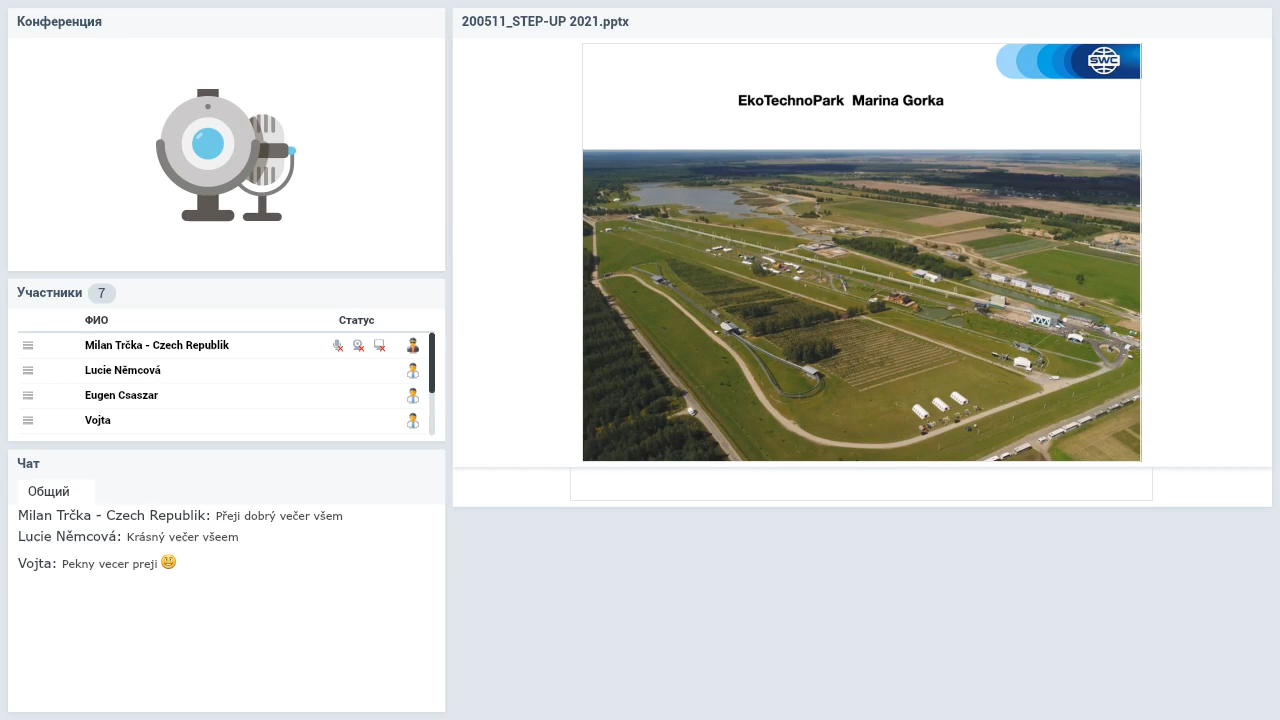 Конференция
Участники 7
ФИО Статус
Milan Trčka - Czech Republik
Lucie Němcová
Eugen Csaszar
Vojta
Чат
Общий
Milan Trčka - Czech Republik: Přeji dobrý večer všem
Lucie Němcová: Krásný večer všeem
Vojta: Pekny vecer preji
200511_STEP-UP 2021.pptx
SWC
EkoTechnoPark Marina Gorka